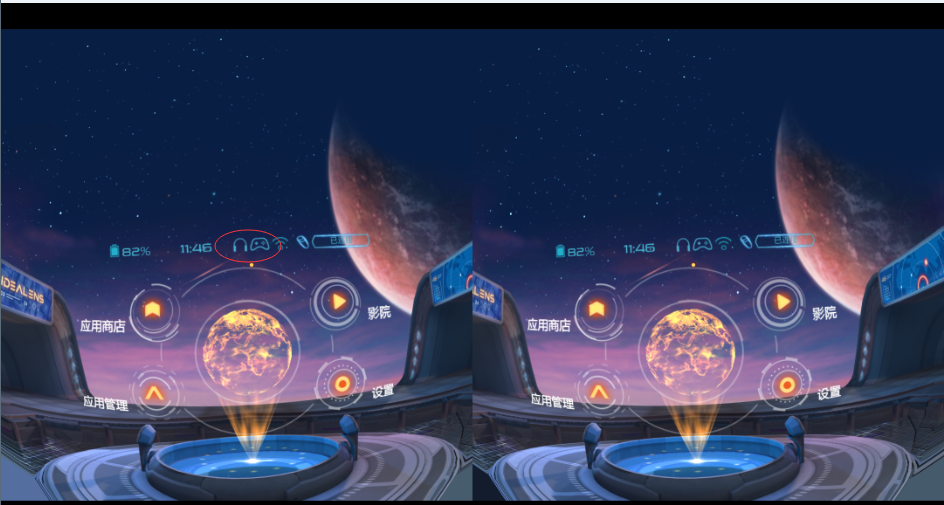 82% 11:46
IDEALENS
应用商店
影院
应用管理
设置
82% 11:46
LENS
应用商店
影院
应用管理
设置